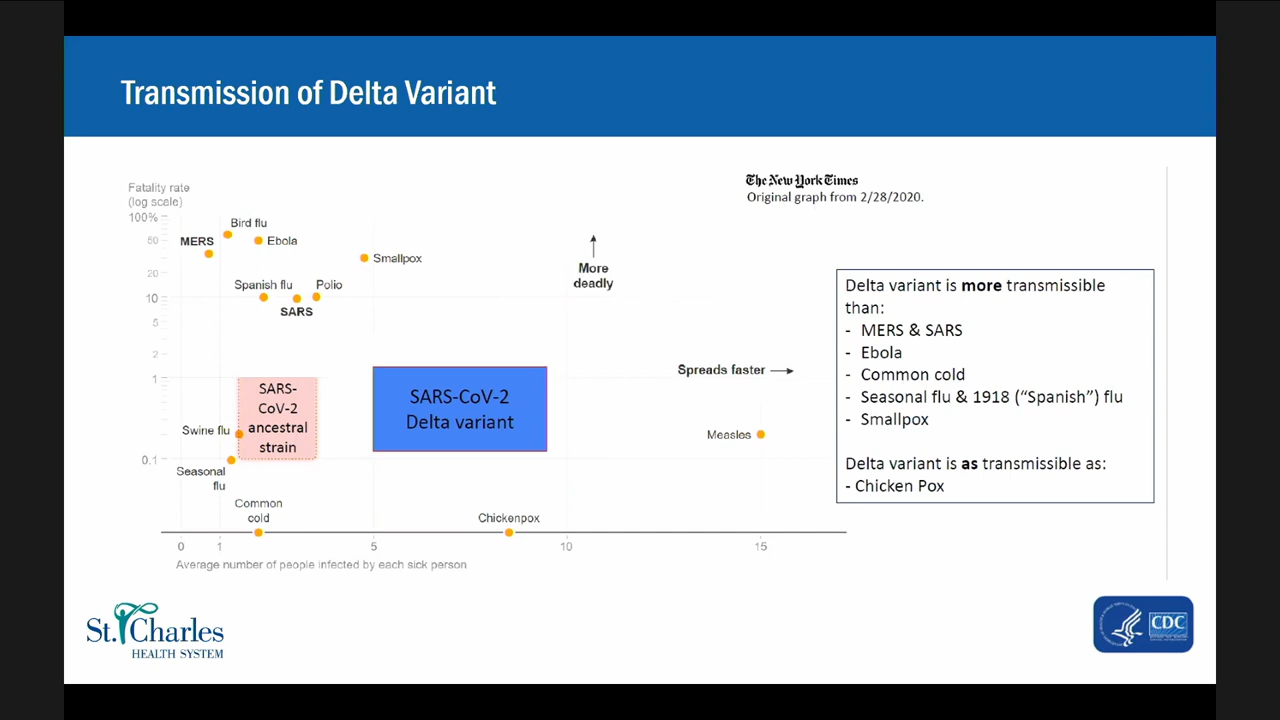 Transmission of Delta Variant
Fatality rate
(log scale)
The New York Times
Original graph from 2/28/2020.
100%
50
20
10
5
2
1
0.1
Bird flu
MERS
Ebola
Smallpox
Spanish flu
Polio
SARS
More
deadly
Spreads faster
SARS-
CoV-2
ancestral
strain
SARS-CoV-2
Delta variant
Swine flu
Seasonal
flu
Common
cold
Chickenpox
Measles
0
1
5
10
15
Average number of people infected by each sick person
Delta variant is more transmissible
than:
- MERS & SARS
- Ebola
- Common cold
- Seasonal flu & 1918 (“Spanish”) flu
- Smallpox
Delta variant is as transmissible as:
- Chicken Pox
St. Charles
HEALTH SYSTEM
CDC